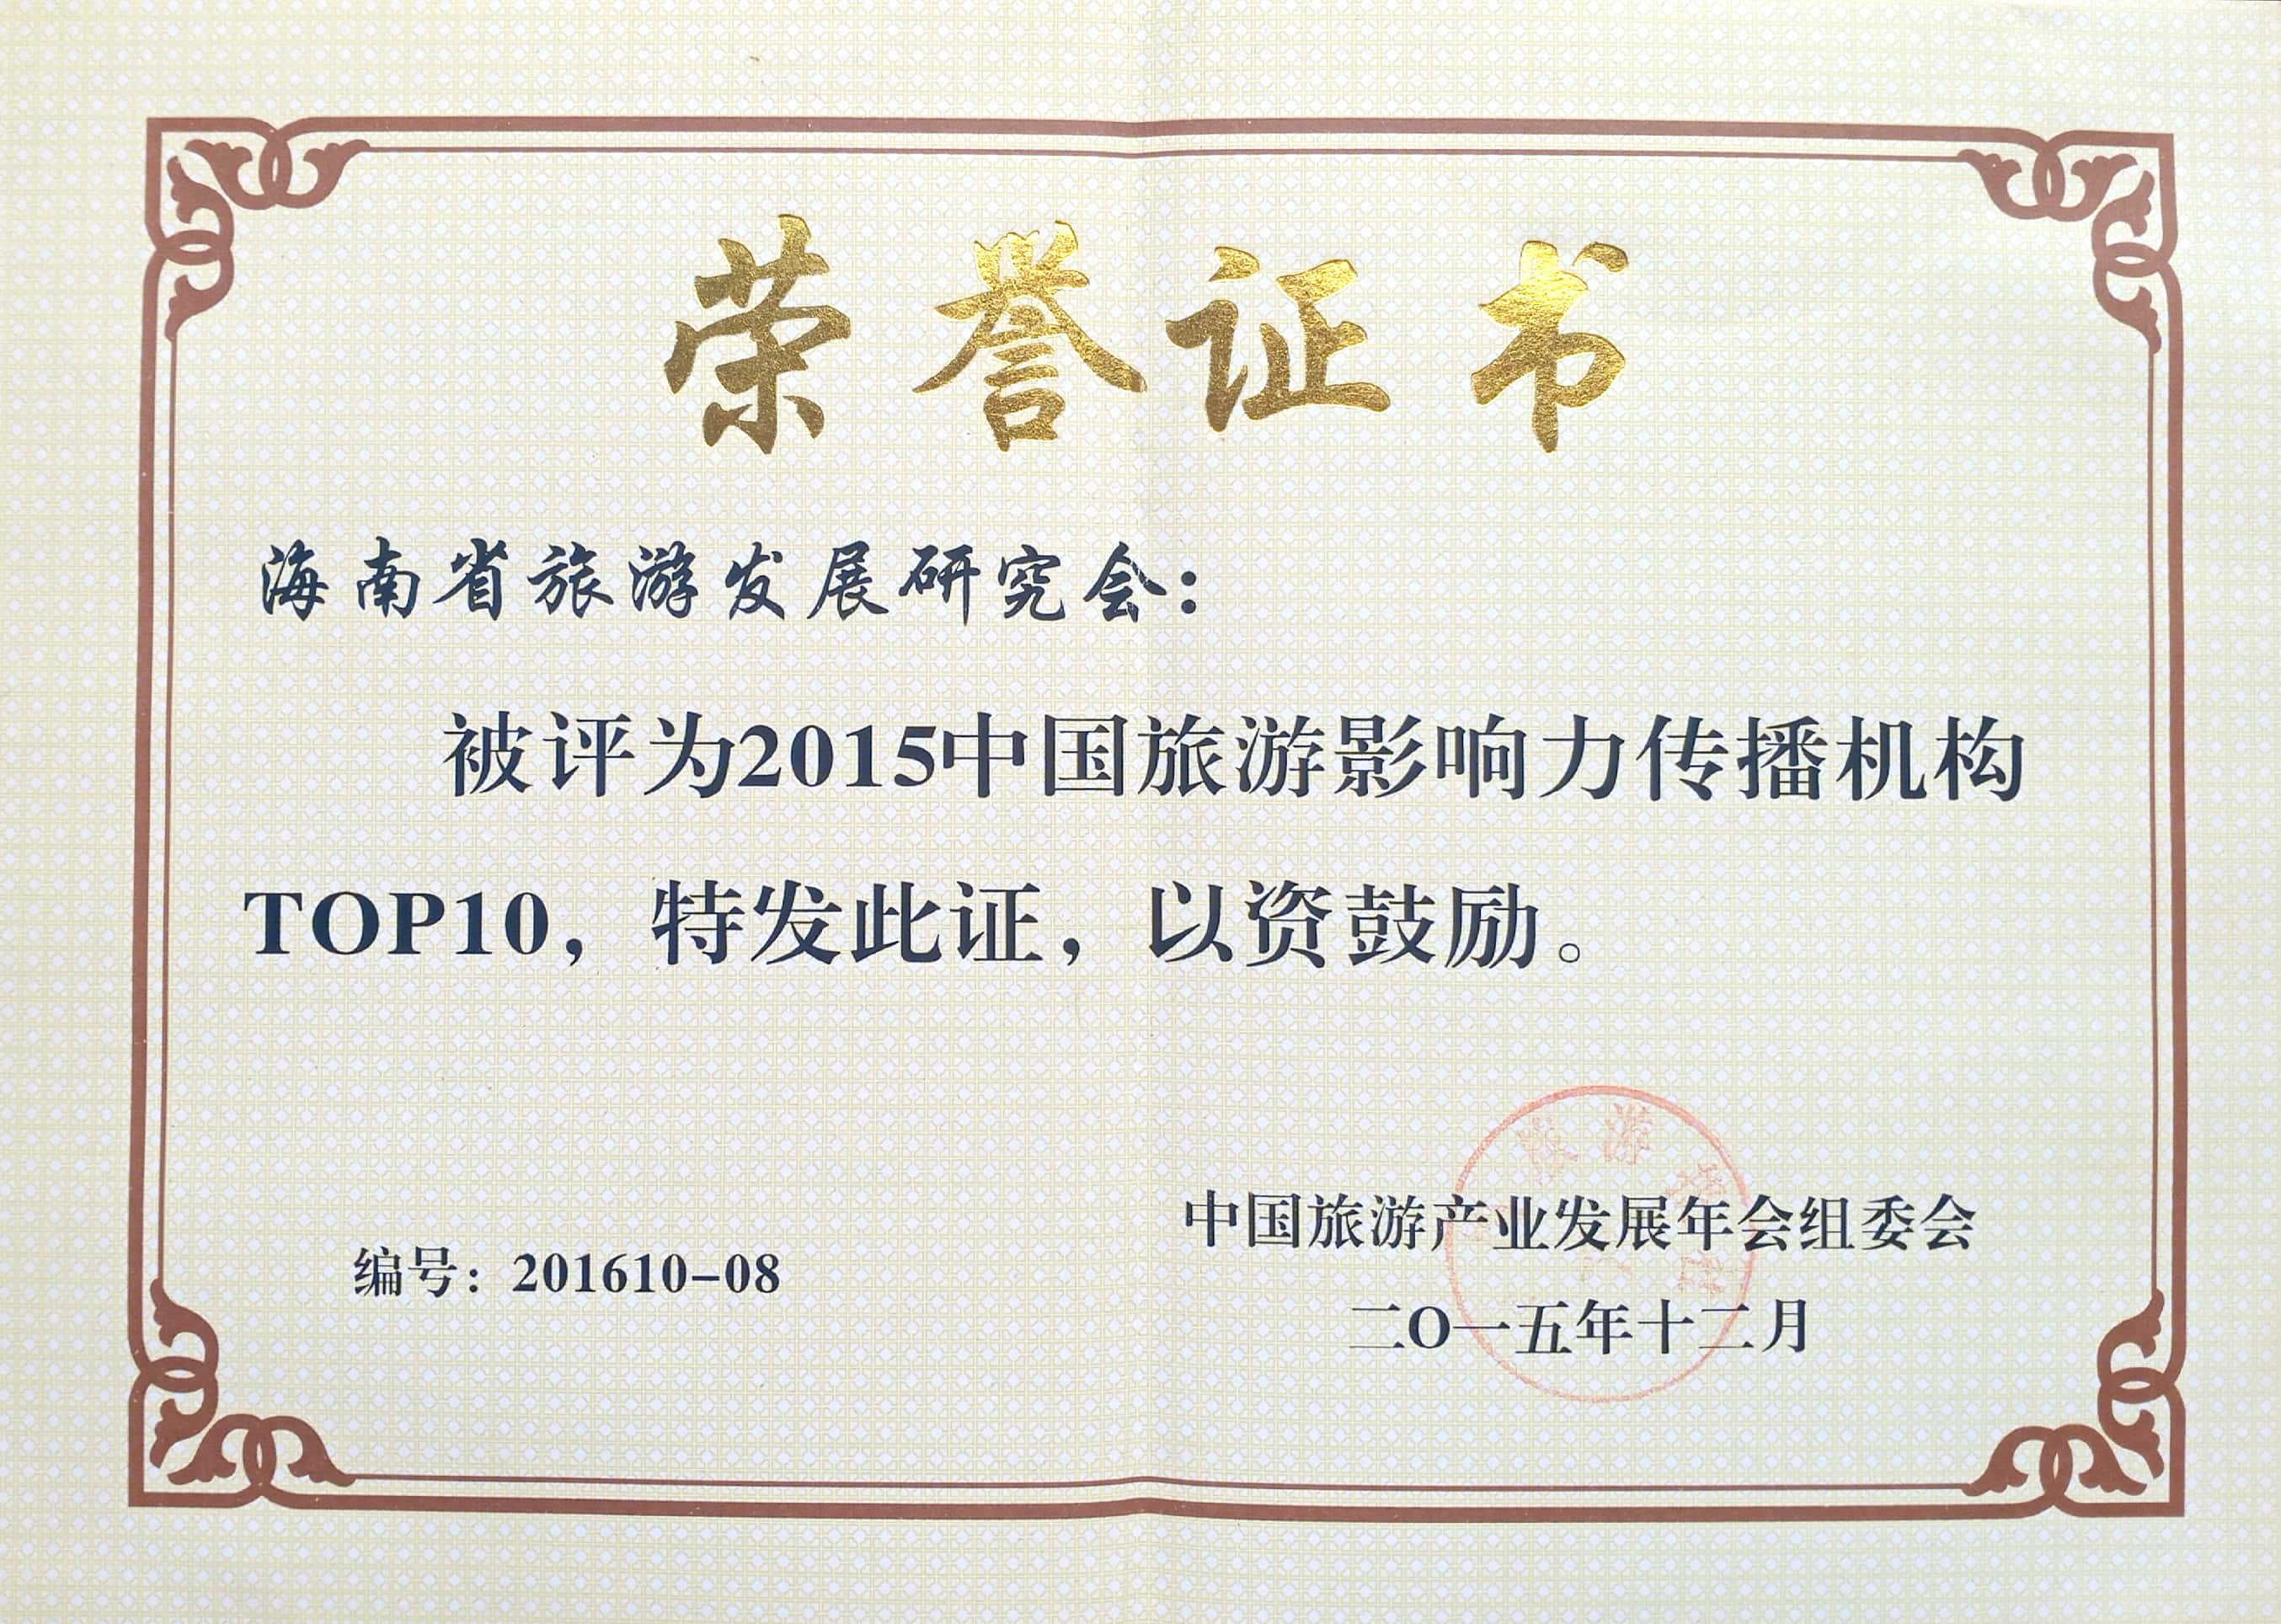 荣誉证书
海南省旅游发展研究会：
被评为2015中国旅游影响力传播机构
TOP10，特发此证，以资鼓励。
中国旅游产业发展年会组委会
编号：201610-08
二O一五年十二月